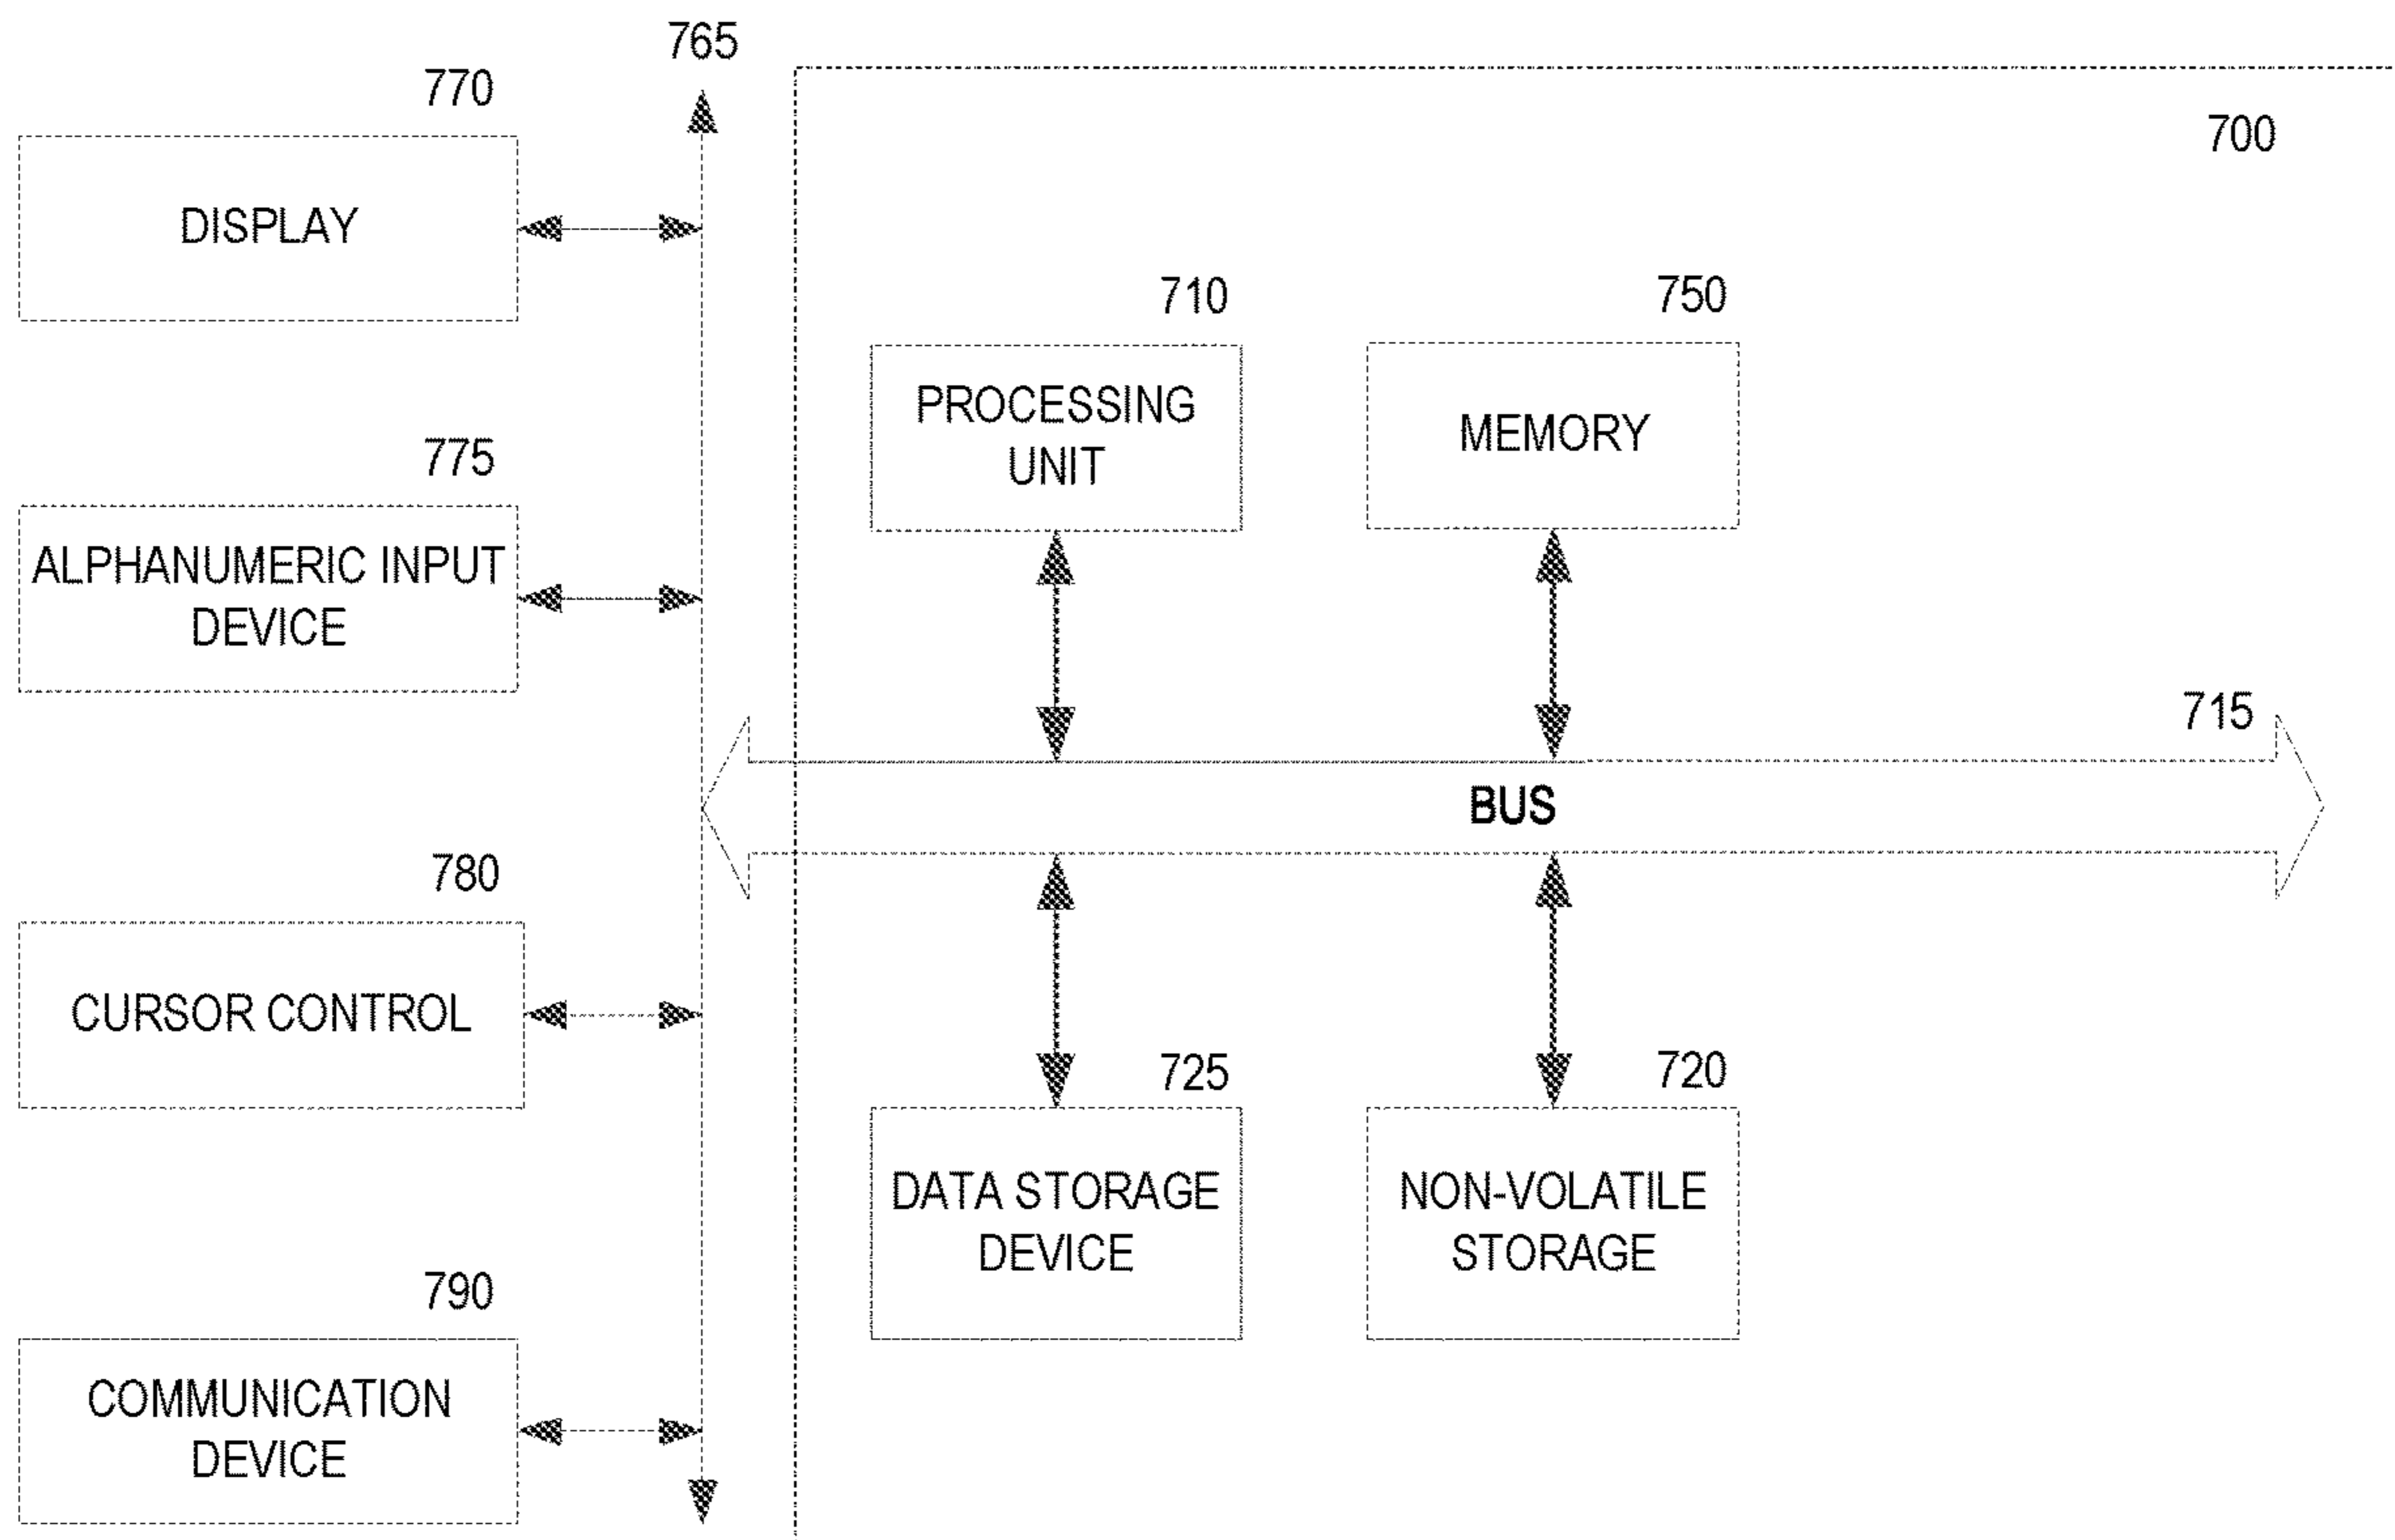 765
770
700
DISPLAY
710
750
PROCESSING
UNIT
MEMORY
775
ALPHANUMERIC INPUT
DEVICE
715
BUS
780
CURSOR CONTROL
725
720
DATA STORAGE
DEVICE
NON-VOLATILE
STORAGE
790
COMMUNICATION
DEVICE